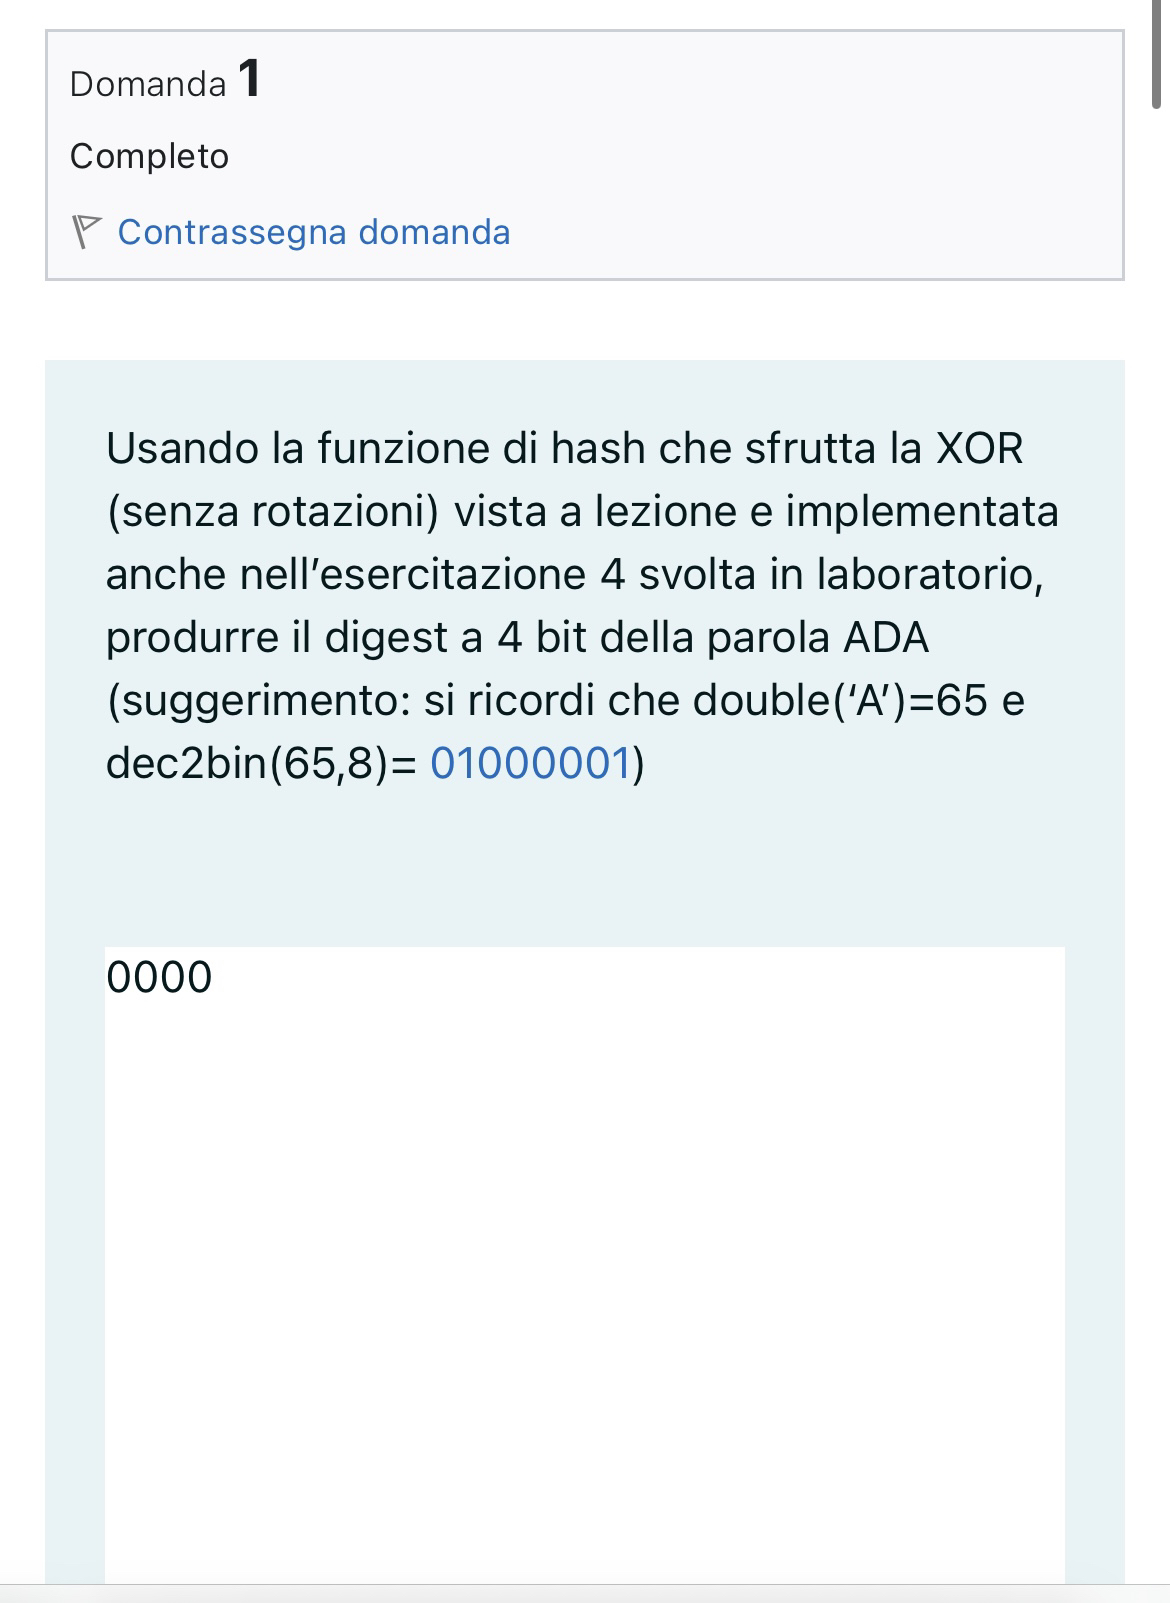 Domanda 1
Completo
Contrassegna domanda
Usando la funzione di hash che sfrutta la XOR
(senza rotazioni) vista a lezione e implementata
anche nell’esercitazione 4 svolta in laboratorio,
produrre il digest a 4 bit della parola ADA
(suggerimento: si ricordi che double(‘A’)=65 e
dec2bin(65,8)= 01000001)
0000